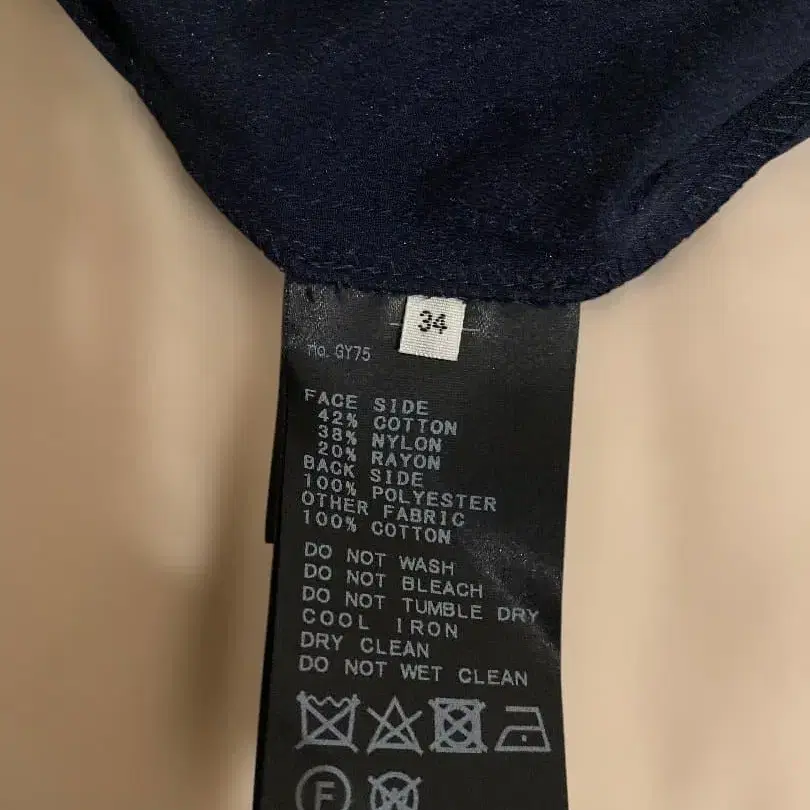 34
no. GY75
FACE SIDE
42% COTTON
38% NYLON
20% RAYON
BACK SIDE
100% POLYESTER
OTHER FABRIC
100% COTTON
DO NOT WASH
DO NOT BLEACH
DO NOT TUMBLE DRY
COOL IRON
DRY CLEAN
DO NOT WET CLEAN
F
W